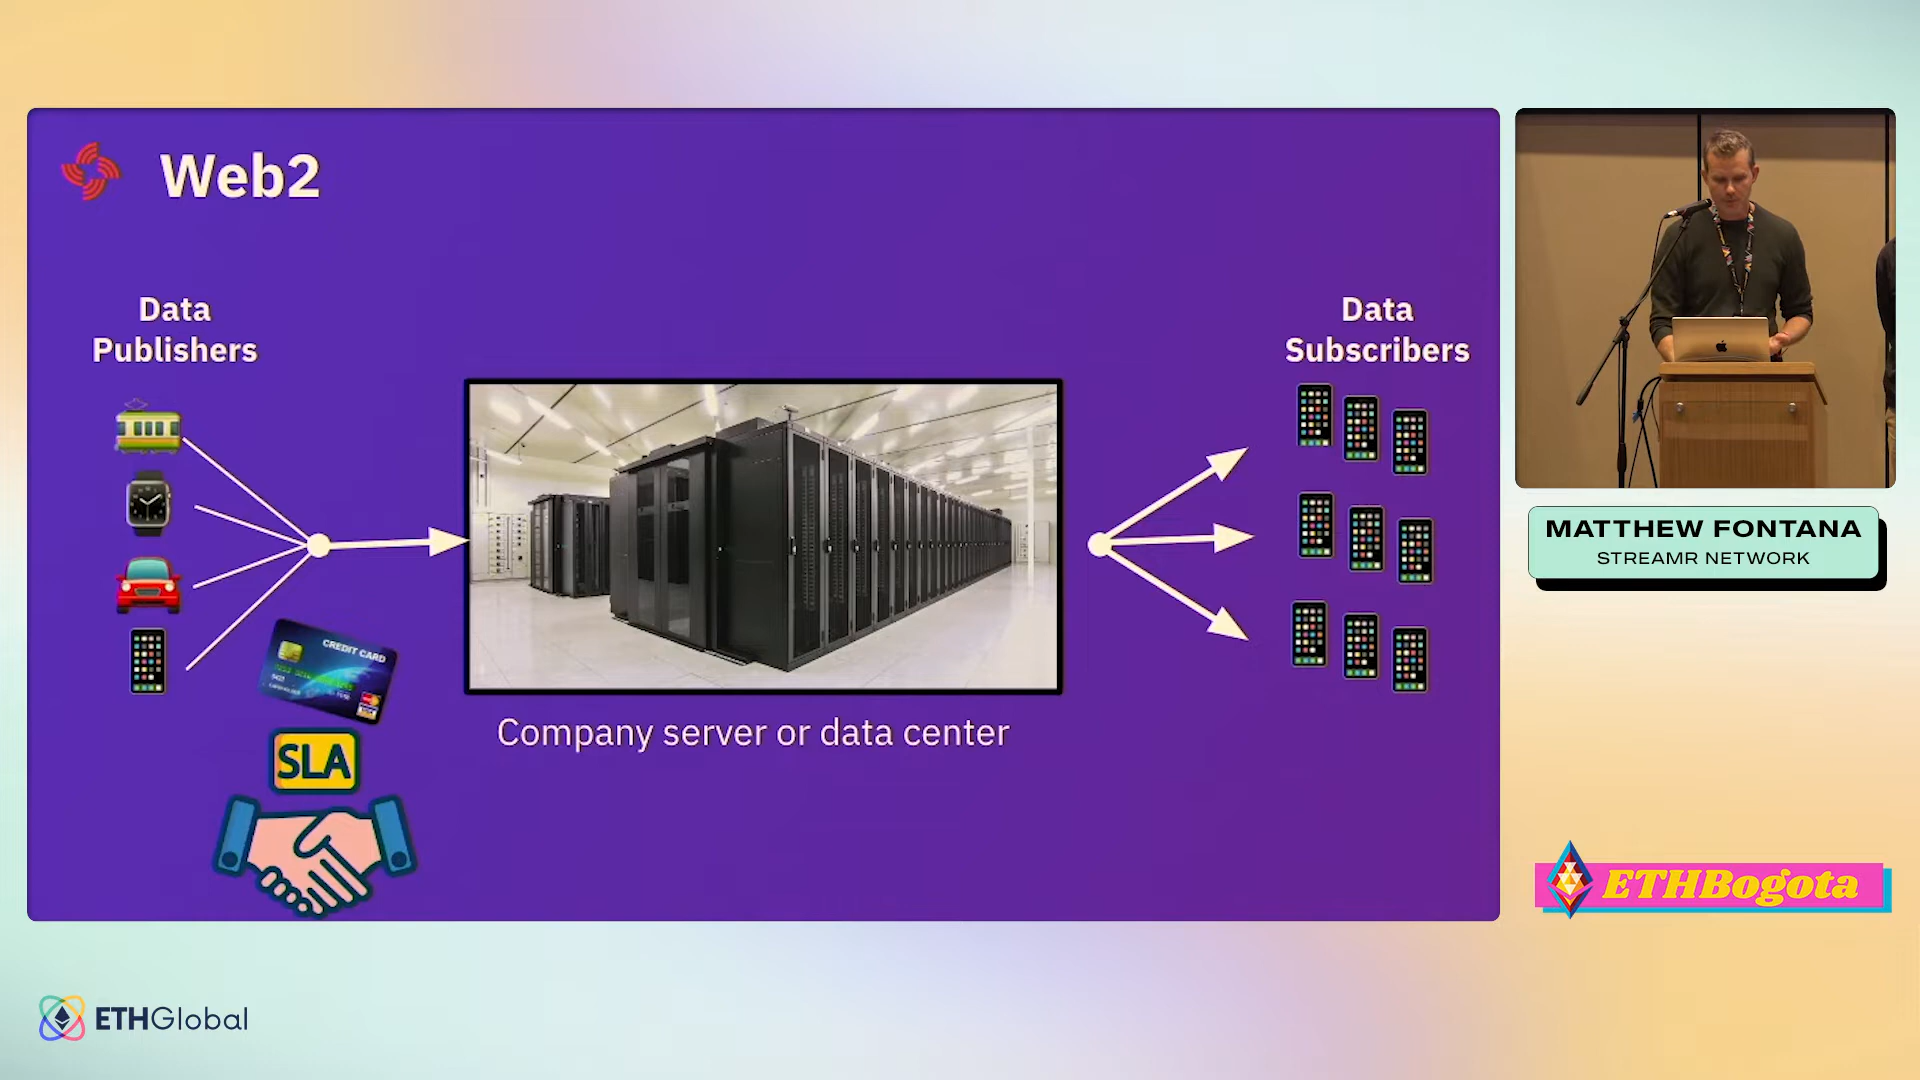 Web2
Data
Publishers
Data
Subscribers
CREDIT CARD
SLA
Company server or data center
MATTHEW FONTANA
STREAMR NETWORK
ETHBogota
ETHGlobal